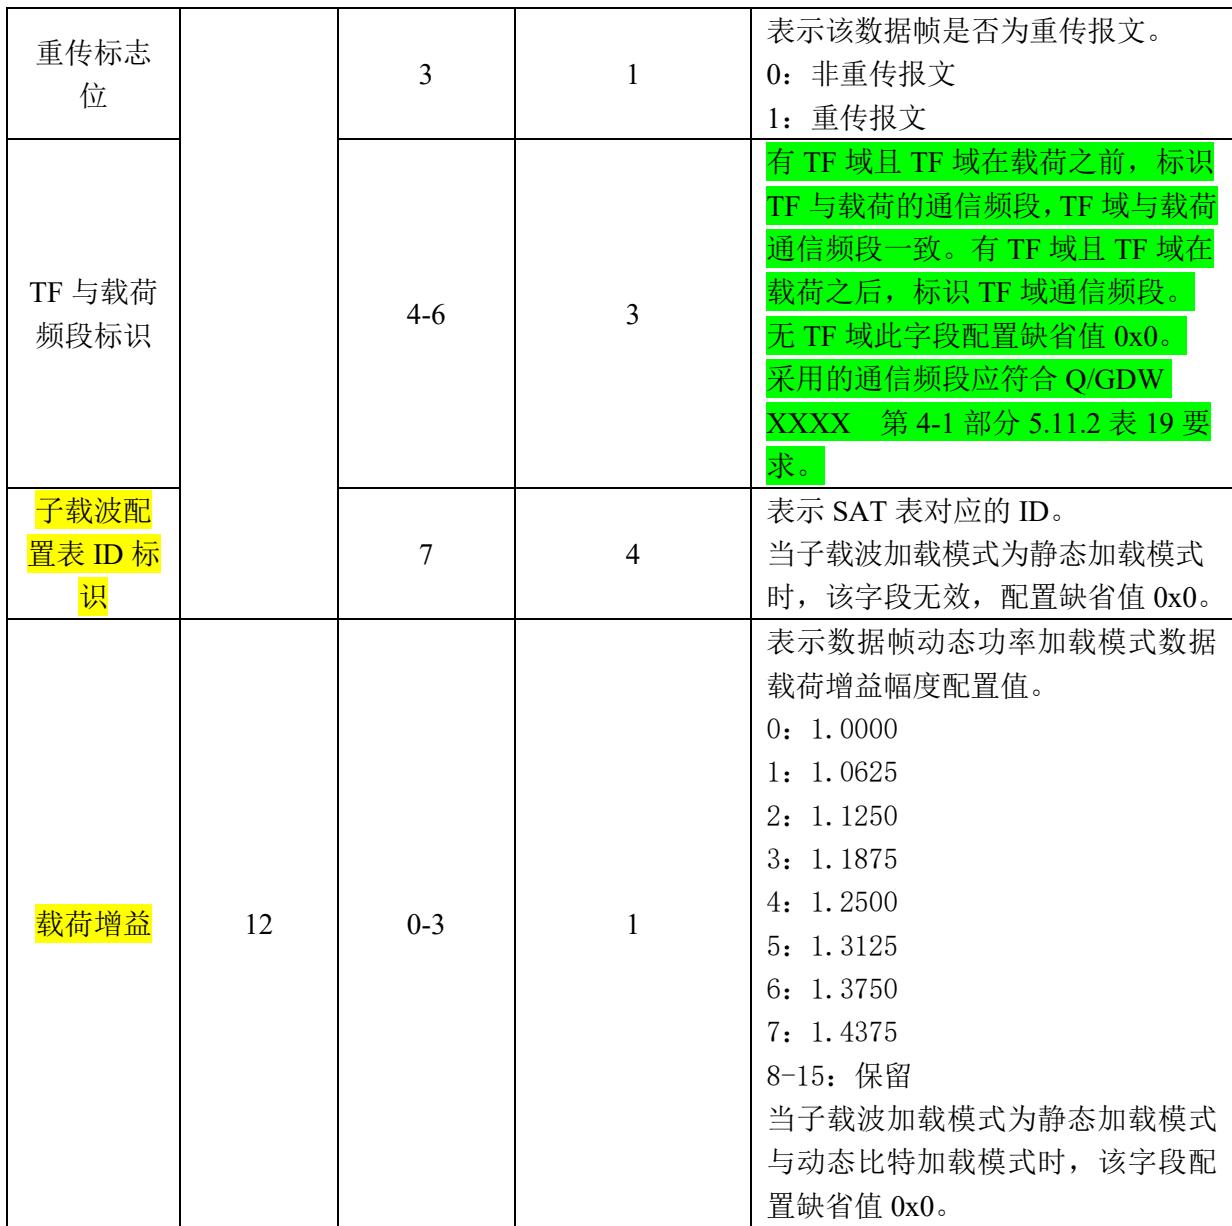 重传标志
位
3
1
表示该数据帧是否为重传报文。
0：非重传报文
1：重传报文
TF 与载荷
频段标识
4-6
3
有 TF 域且 TF 域在载荷之前，标识
TF 与载荷的通信频段，TF 域与载荷
通信频段一致。有 TF 域且 TF 域在
载荷之后，标识 TF 域通信频段。
无 TF 域此字段配置缺省值 0x0。
采用的通信频段应符合 Q/GDW
XXXX　第 4-1 部分 5.11.2 表 19 要
求。
子载波配
置表 ID 标
识
7
4
表示 SAT 表对应的 ID。
当子载波加载模式为静态加载模式
时，该字段无效，配置缺省值 0x0。
载荷增益
12
0-3
1
表示数据帧动态功率加载模式数据
载荷增益幅度配置值。
0：1.0000
1：1.0625
2：1.1250
3：1.1875
4：1.2500
5：1.3125
6：1.3750
7：1.4375
8-15：保留
当子载波加载模式为静态加载模式
与动态比特加载模式时，该字段配
置缺省值 0x0。